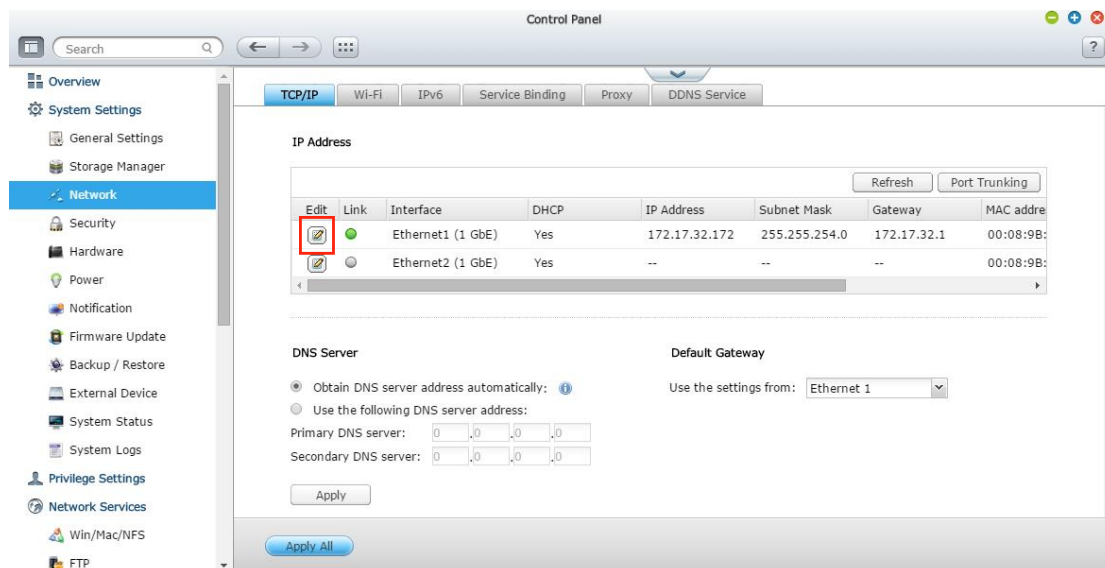 Control Panel
Search
?
Overview
System Settings
General Settings
Storage Manager
Network
Security
Hardware
Power
Notification
Firmware Update
Backup / Restore
External Device
System Status
System Logs
Privilege Settings
Network Services
Win/Mac/NFS
FTP
TCP/IP Wi-Fi IPv6 Service Binding Proxy DDNS Service
IP Address
Refresh Port Trunking
Edit Link Interface DHCP IP Address Subnet Mask Gateway MAC addre
Ethernet1 (1 GbE) Yes 172.17.32.172 255.255.254.0 172.17.32.1 00:08:9B:
Ethernet2 (1 GbE) Yes -- -- -- 00:08:9B:
DNS Server
Obtain DNS server address automatically:
Use the following DNS server address:
Primary DNS server: 0 .0 .0 .0
Secondary DNS server: 0 .0 .0 .0
Apply
Default Gateway
Use the settings from: Ethernet 1
Apply All